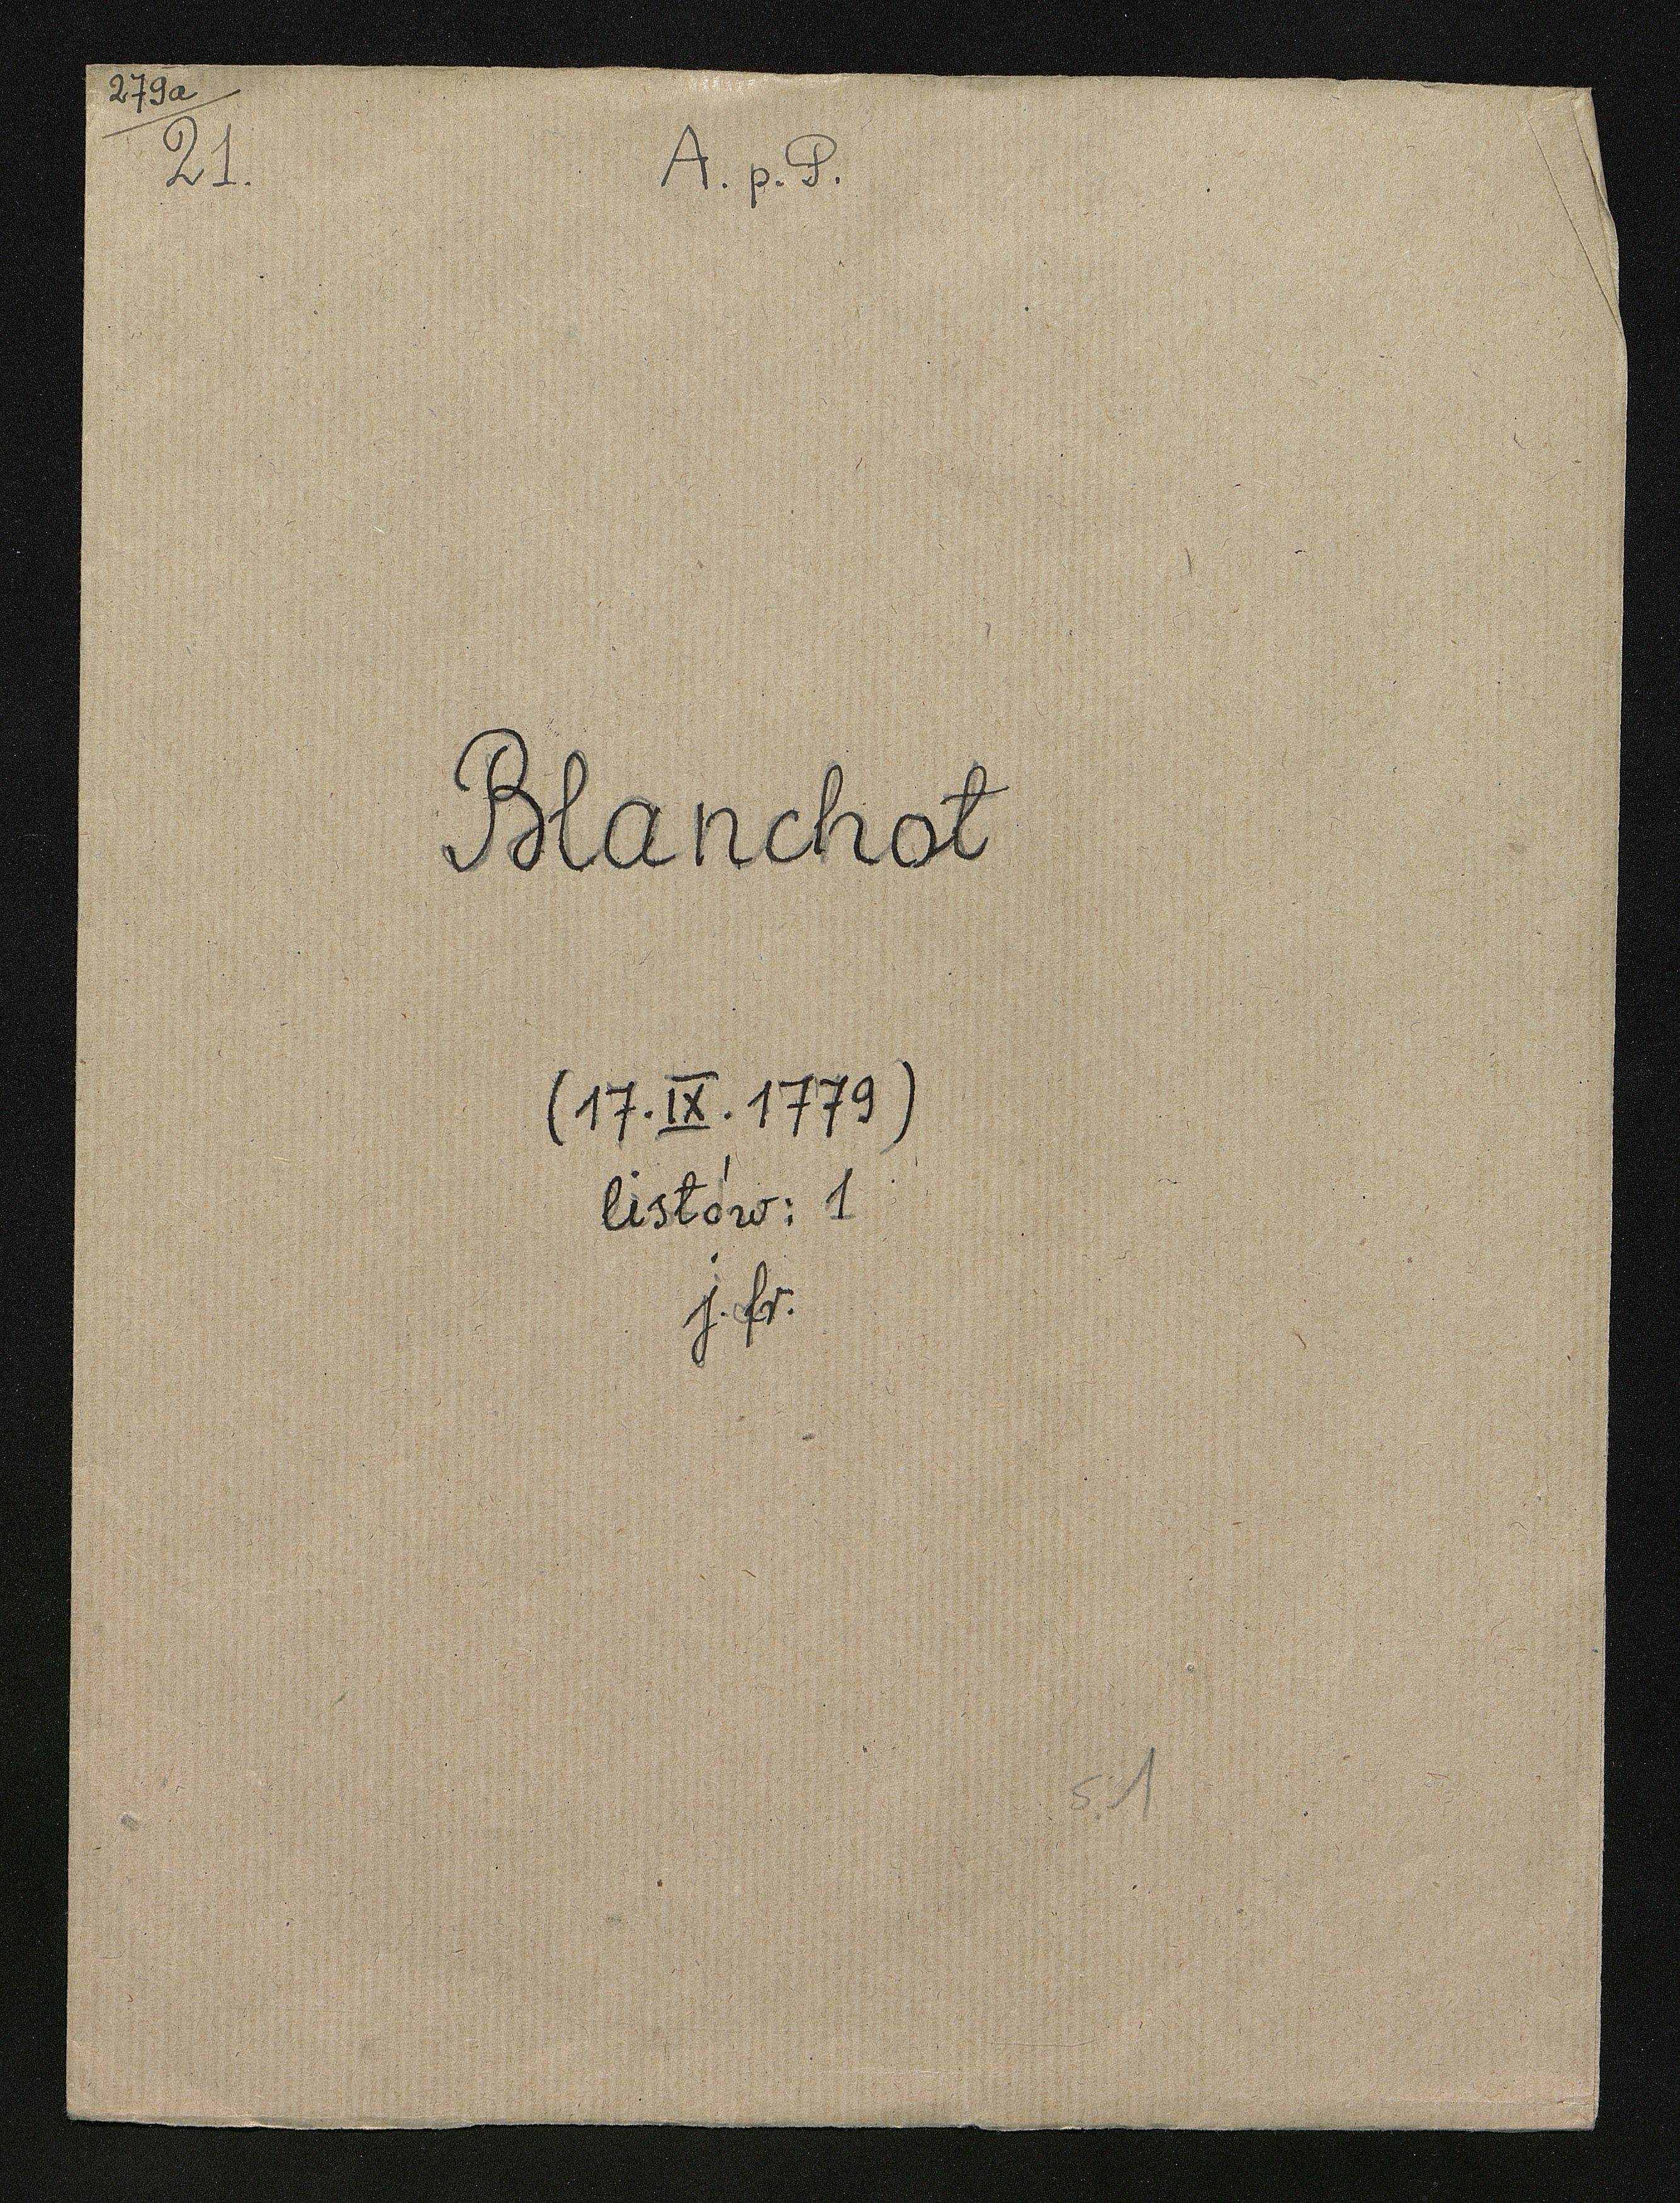 279a
21.
A. p. P.
Blanchot
(17. IX. 1779)
listów: 1
j. fr.
s. 1